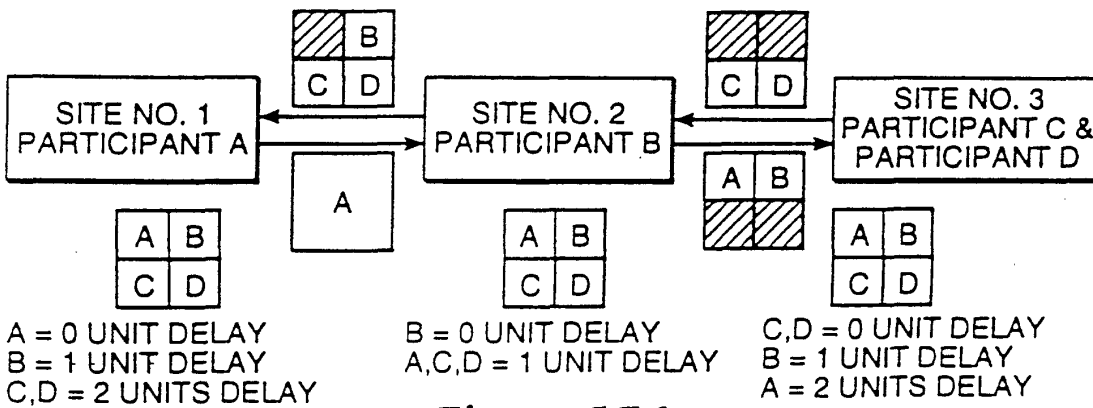 B
C D
C D
SITE NO. 1
PARTICIPANT A
SITE NO. 2
PARTICIPANT B
SITE NO. 3
PARTICIPANT C &
PARTICIPANT D
A
A B
A B
C D
A B
C D
A B
C D
A = 0 UNIT DELAY
B = 1 UNIT DELAY
C,D = 2 UNITS DELAY
B = 0 UNIT DELAY
A,C,D = 1 UNIT DELAY
C,D = 0 UNIT DELAY
B = 1 UNIT DELAY
A = 2 UNITS DELAY